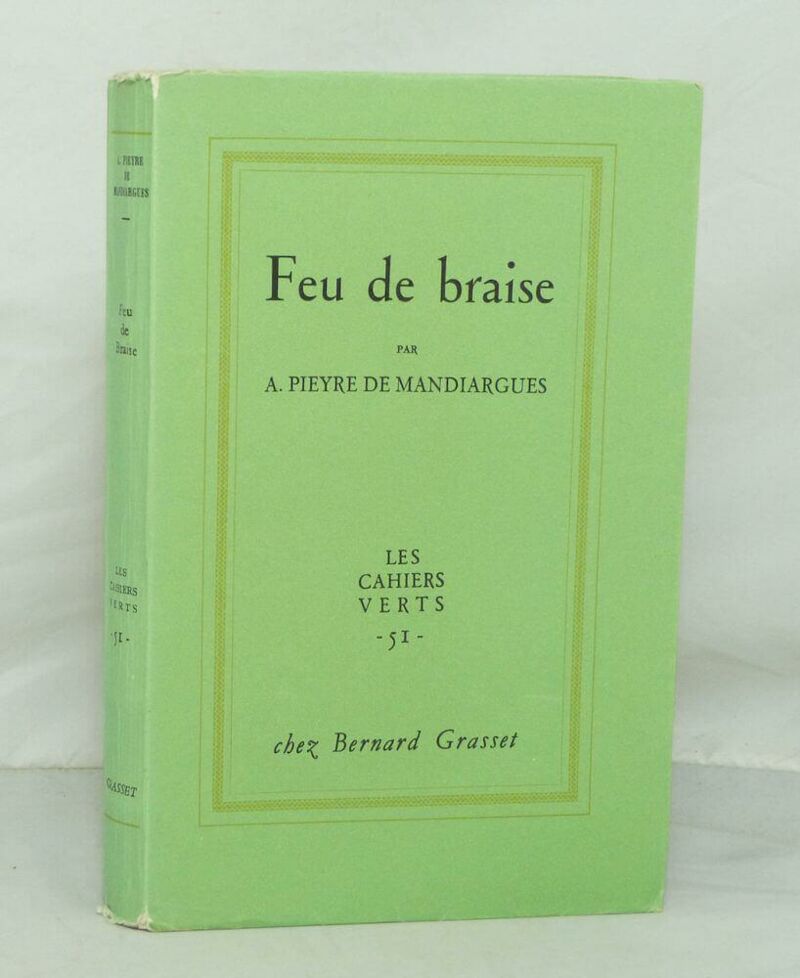 Feu de braise
PAR
A. PIEYRE DE MANDIARGUES
LES
CAHIERS
VERTS
-51-
chez Bernard Grasset
A. PIEYRE
DE
MANDIARGUES
Feu
de
Braise
LES
CAHIERS
VERTS
-51-
GRASSET